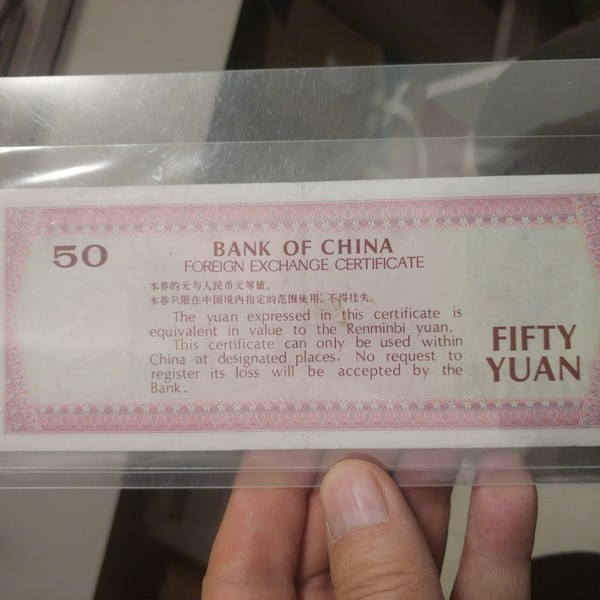 50
BANK OF CHINA
FOREIGN EXCHANGE CERTIFICATE
本券的元与人民币元等值。
本券只限在中国境内指定的范围使用。不得挂失。
The yuan expressed in this certificate is
equivalent in value to the Renminbi yuan.
This certificate can only be used within
China at designated places. No request to
register its loss will be accepted by the
Bank.
FIFTY
YUAN